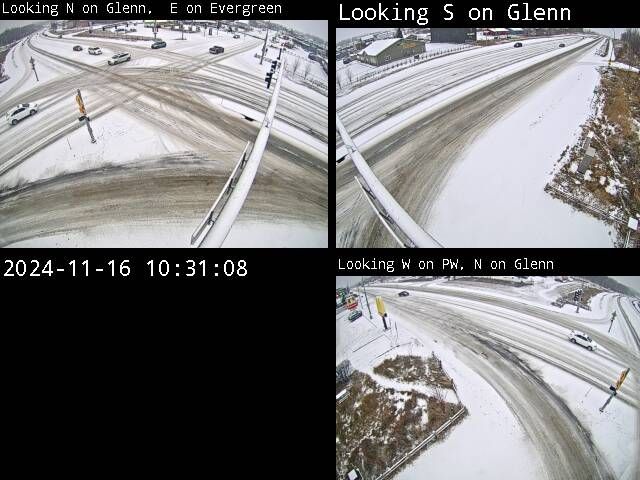 Looking N on Glenn,  E on Evergreen
Looking S on Glenn
2024-11-16 10:31:08
Looking W on PW, N on Glenn